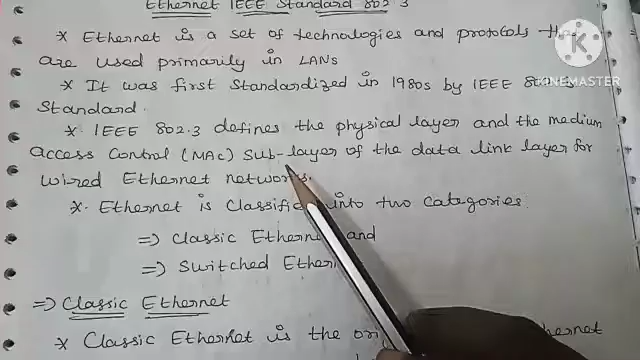 Ethernet IEEE Standard 802.3
* Ethernet is a set of technologies and protocols
are used primarily in LANs
* It was first Standardized in 1980s by IEEE
Standard.
* IEEE 802.3 defines the physical layer and the medium
access Control (MAC) Sub-layer of the data link layer for
wired Ethernet networks.
* Ethernet is into two Categories
=> Classic and
=> Switched
=> Classic Ethernet
* Classic Ethernet is the
KINEMASTER